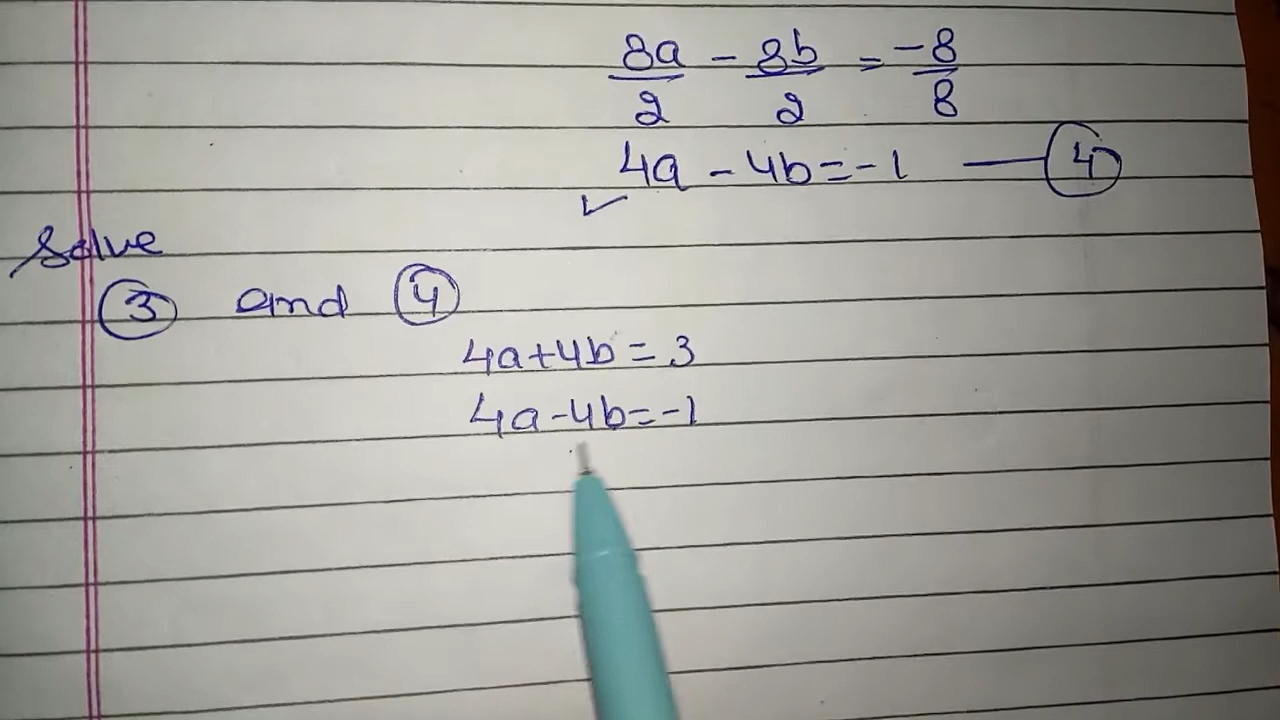 8a/2 - 8b/2 = -8/8
4a - 4b = -1 — 4
Solve
3 and 4
4a+4b = 3
4a-4b=-1